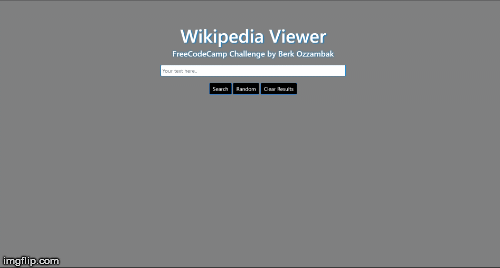 Wikipedia Viewer
FreeCodeCamp Challenge by Berk Ozzambak
Your text here..
Search Random Clear Results
imgflip.com